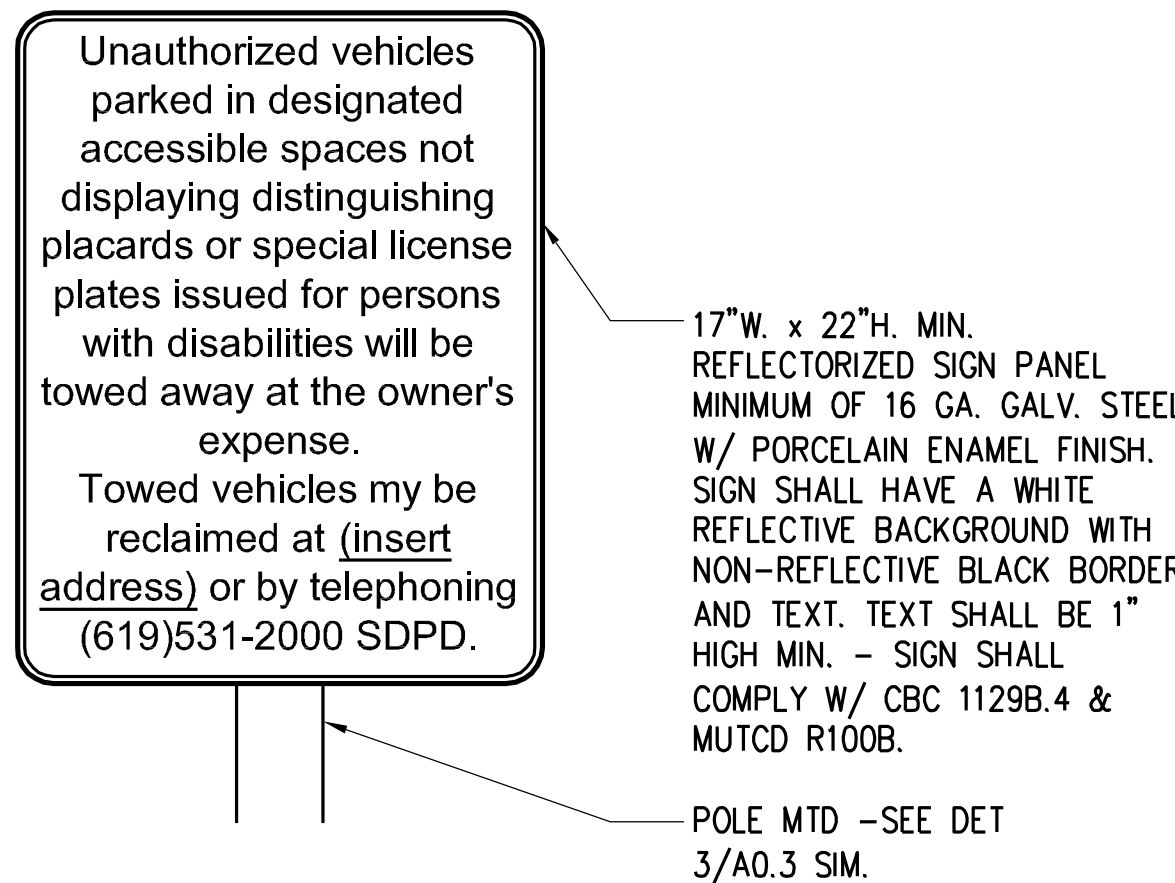 Unauthorized vehicles
parked in designated
accessible spaces not
displaying distinguishing
placards or special license
plates issued for persons
with disabilities will be
towed away at the owner's
expense.
Towed vehicles my be
reclaimed at (insert
address) or by telephoning
(619)531-2000 SDPD.
17"W. x 22"H. MIN.
REFLECTORIZED SIGN PANEL
MINIMUM OF 16 GA. GALV. STEEL
W/ PORCELAIN ENAMEL FINISH.
SIGN SHALL HAVE A WHITE
REFLECTIVE BACKGROUND WITH
NON-REFLECTIVE BLACK BORDER
AND TEXT. TEXT SHALL BE 1"
HIGH MIN. - SIGN SHALL
COMPLY W/ CBC 1129B.4 &
MUTCD R100B.
POLE MTD -SEE DET
3/A0.3 SIM.